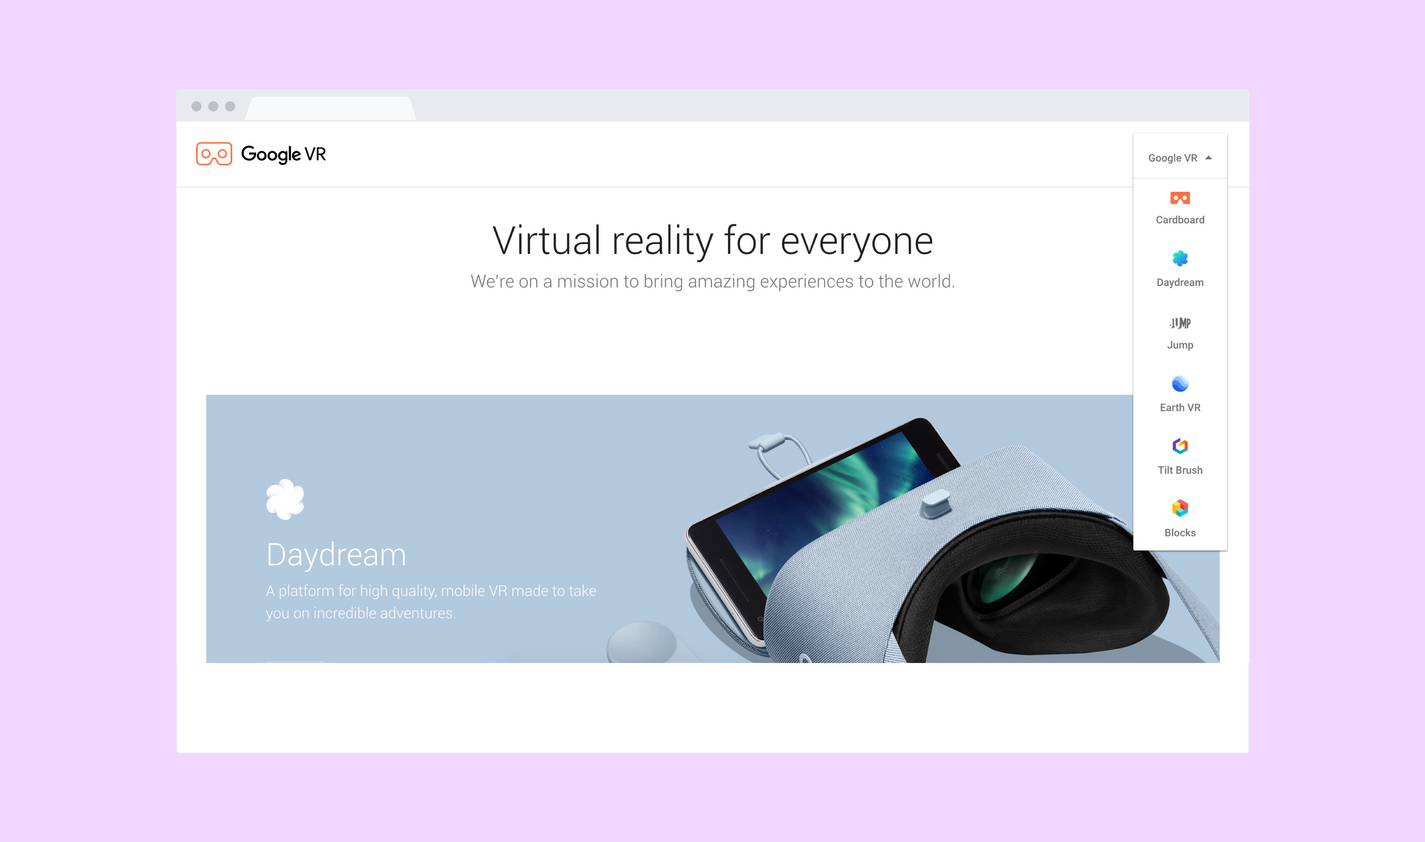 Google VR
Google VR
Cardboard
Daydream
JUMP
Jump
Earth VR
Tilt Brush
Blocks
Virtual reality for everyone
We're on a mission to bring amazing experiences to the world.
Daydream
A platform for high quality, mobile VR made to take
you on incredible adventures.